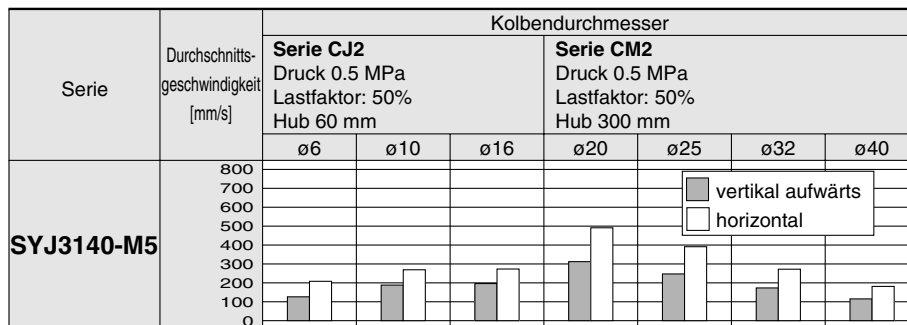 Kolbendurchmesser
Serie
Durchschnitts-
geschwindigkeit
[mm/s]
Serie CJ2
Druck 0.5 MPa
Lastfaktor: 50%
Hub 60 mm
Serie CM2
Druck 0.5 MPa
Lastfaktor: 50%
Hub 300 mm
ø6 ø10 ø16 ø20 ø25 ø32 ø40
SYJ3140-M5
800
700
600
500
400
300
200
100
0
vertikal aufwärts
horizontal